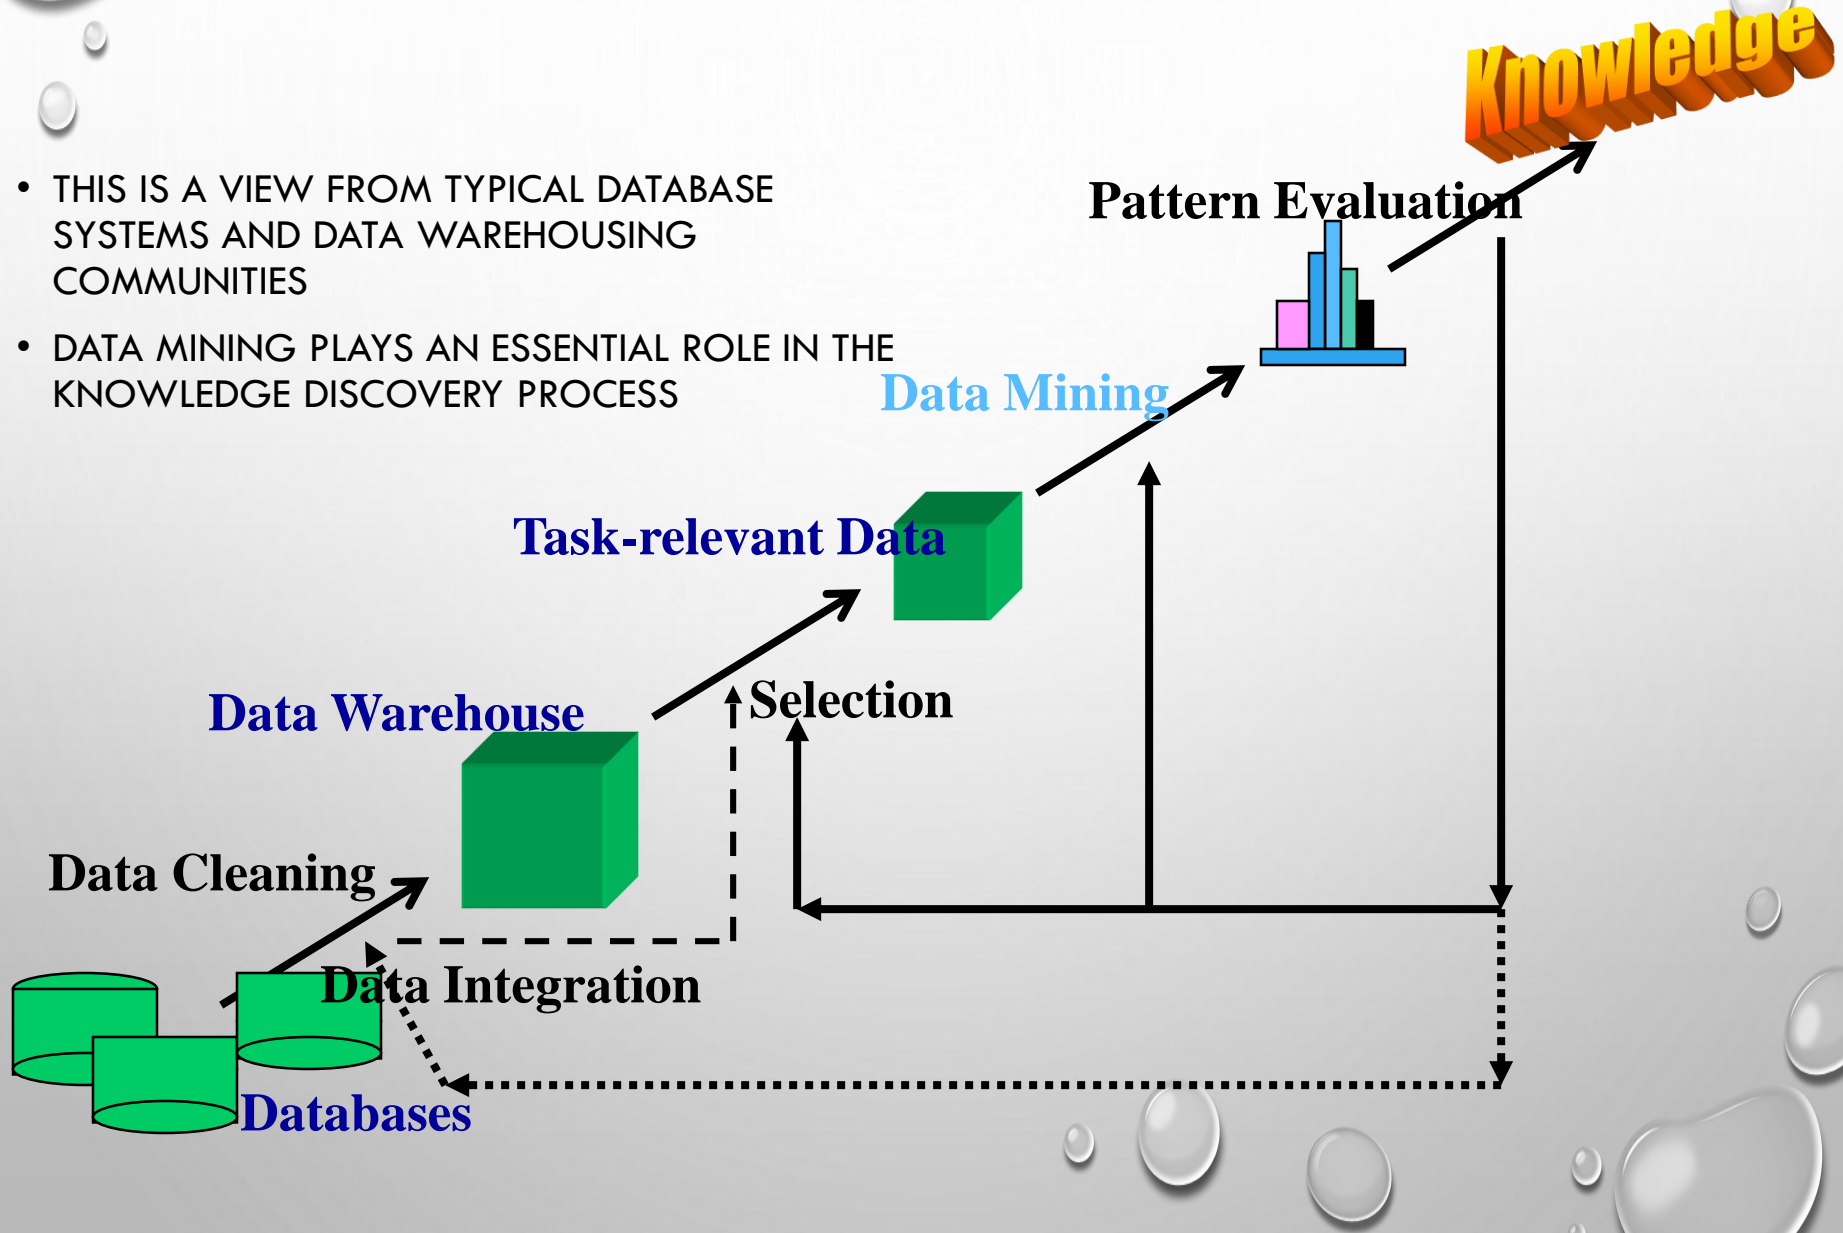 Knowledge
• THIS IS A VIEW FROM TYPICAL DATABASE
SYSTEMS AND DATA WAREHOUSING
COMMUNITIES
• DATA MINING PLAYS AN ESSENTIAL ROLE IN THE
KNOWLEDGE DISCOVERY PROCESS
Pattern Evaluation
Data Mining
Task-relevant Data
Selection
Data Warehouse
Data Cleaning
Data Integration
Databases